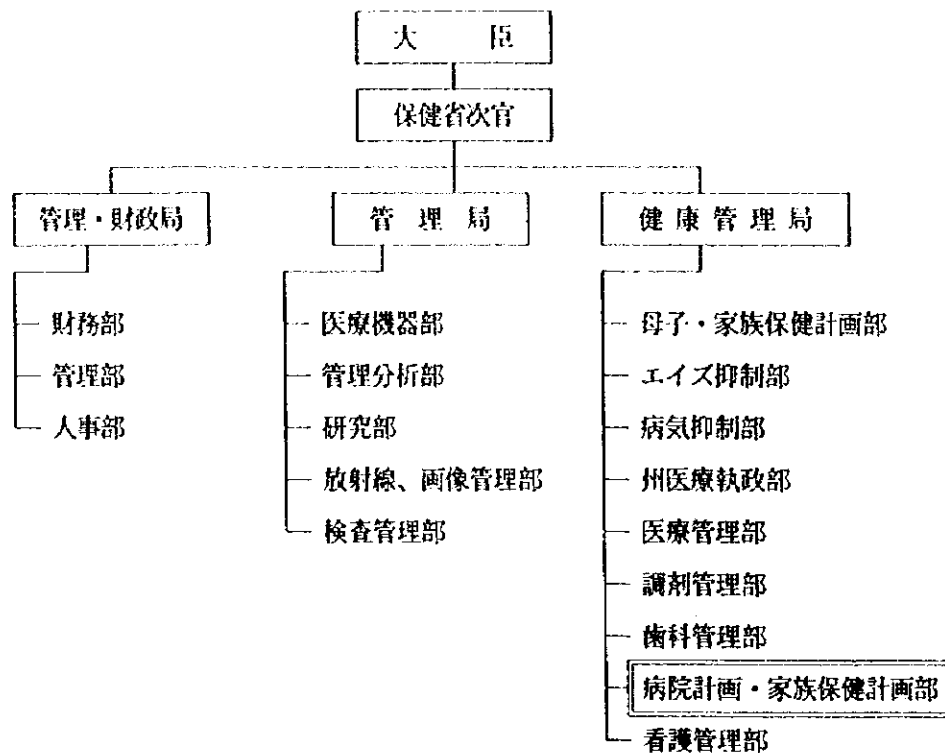 大臣
保健省次官
管理・財政局
管理局
健康管理局
財務部
管理部
人事部
医療機器部
管理分析部
研究部
放射線、画像管理部
検査管理部
母子・家族保健計画部
エイズ抑制部
病気抑制部
州医療執政部
医療管理部
調剤管理部
歯科管理部
病院計画・家族保健計画部
看護管理部